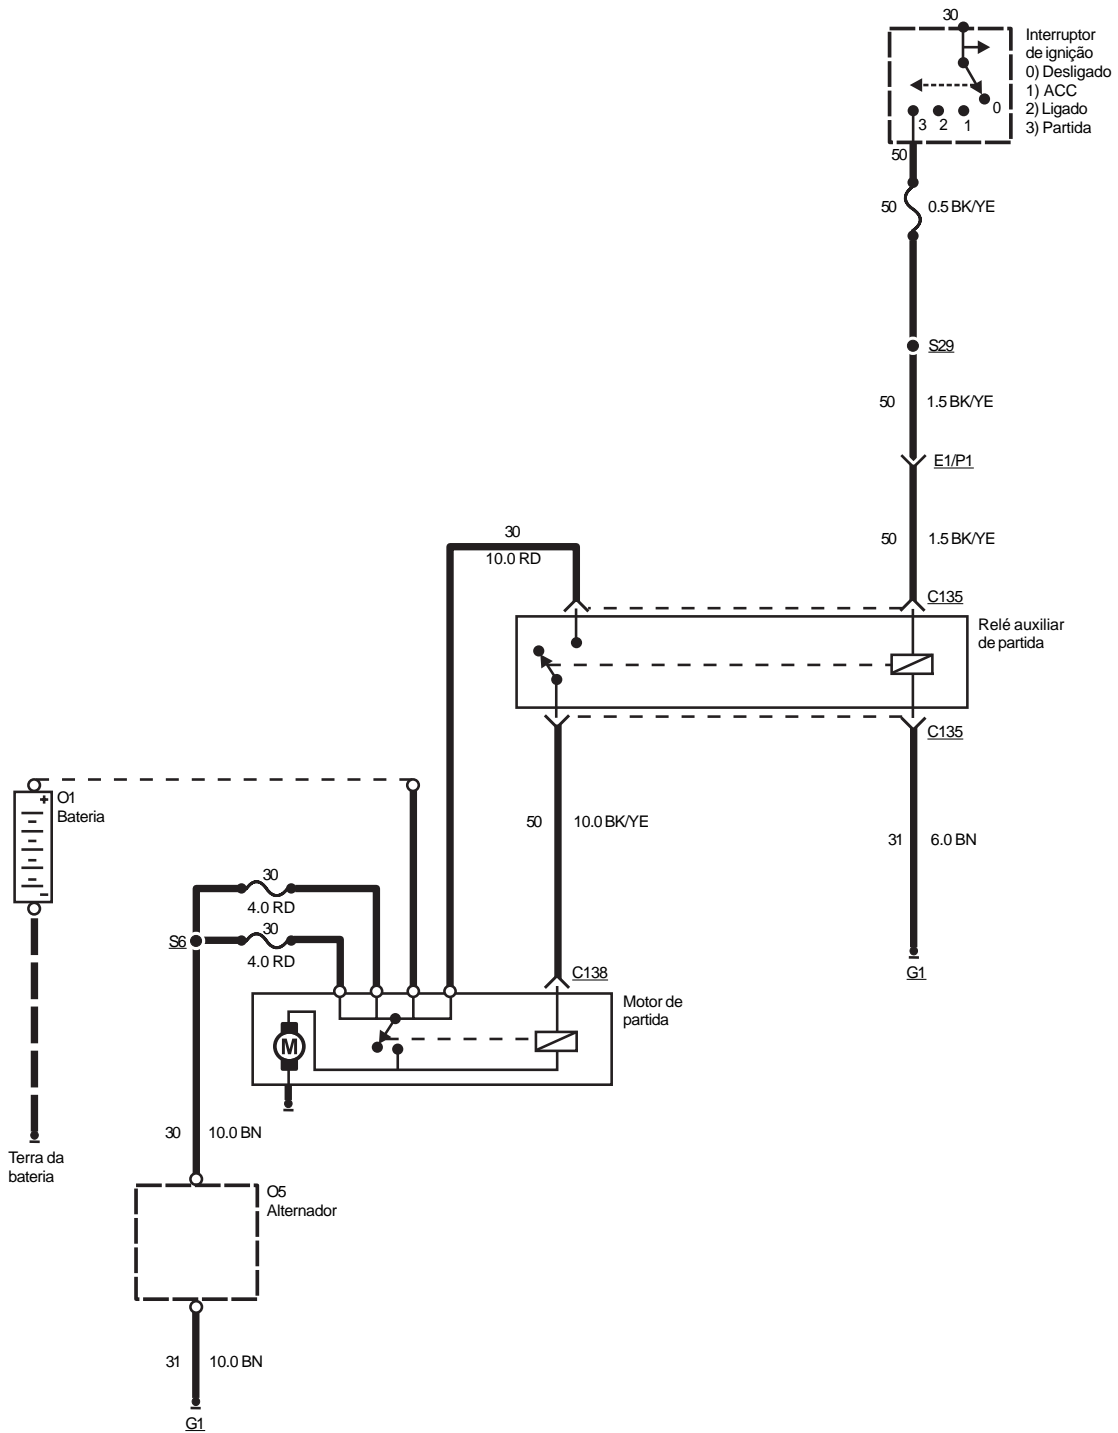 30
Interruptor
de ignição
0) Desligado
1) ACC
2) Ligado
3) Partida
0
3 2 1
50
50 0.5 BK/YE
S29
50 1.5 BK/YE
E1/P1
30
10.0 RD
50 1.5 BK/YE
C135
Relé auxiliar
de partida
C135
+
O1
Bateria
-
50 10.0 BK/YE
31 6.0 BN
30
4.0 RD
30
S6
4.0 RD
C138
G1
Motor de
partida
M
30 10.0 BN
Terra da
bateria
O5
Alternador
31 10.0 BN
G1